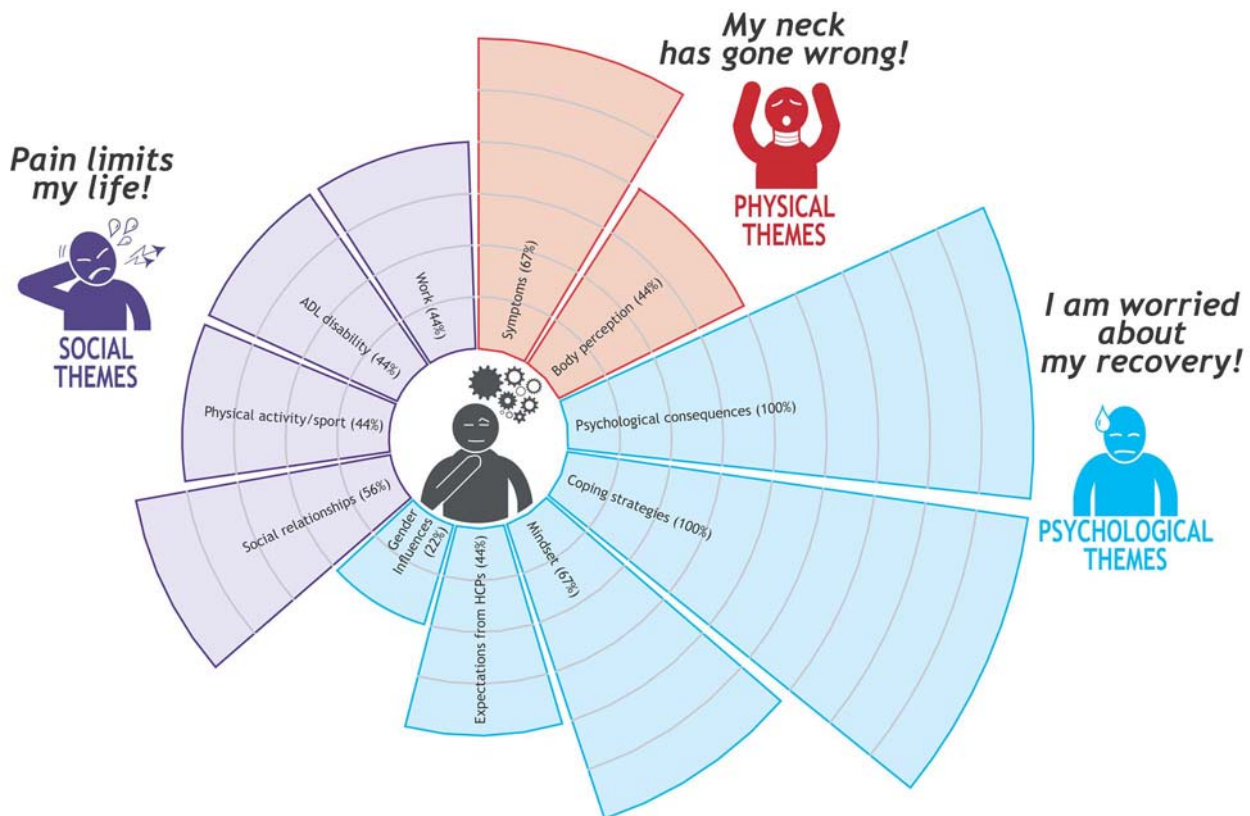 My neck
has gone wrong!
PHYSICAL
THEMES
Pain limits
my life!
SOCIAL
THEMES
I am worried
about
my recovery!
PSYCHOLOGICAL
THEMES
Symptoms (67%)
Body perception (44%)
Psychological consequences (100%)
Coping strategies (100%)
Mindset (67%)
Expectations from HCPs (44%)
Gender
Influences
(22%)
Social relationships (56%)
Physical activity/sport (44%)
ADL disability (44%)
Work (44%)